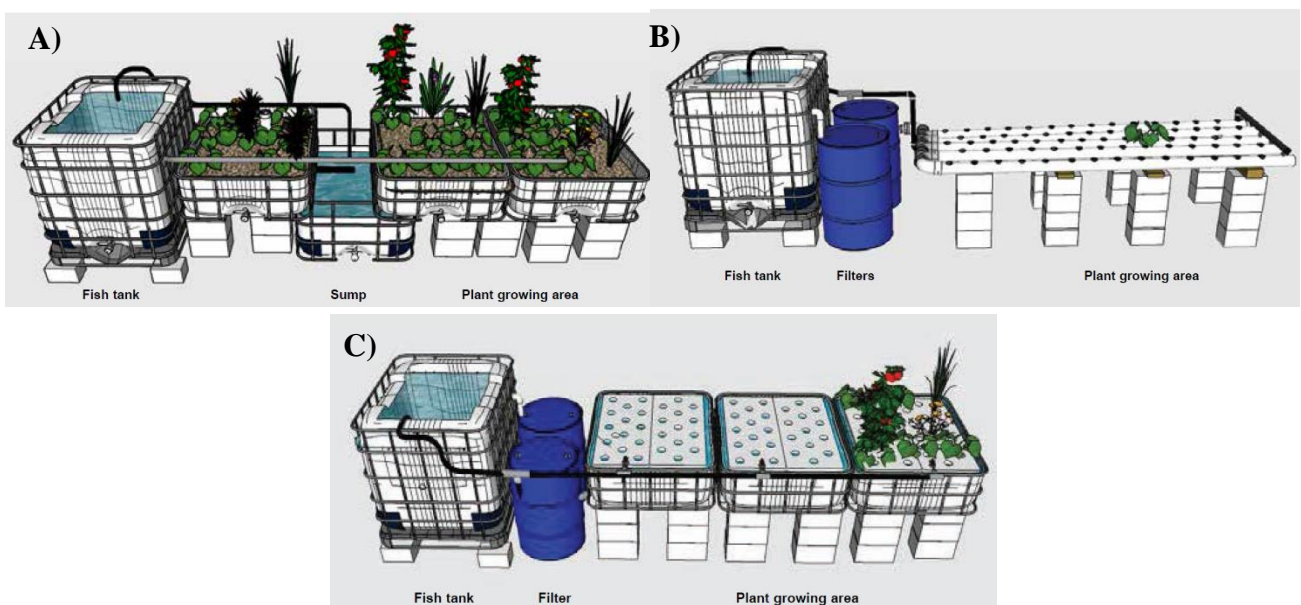 A)
Fish tank Sump Plant growing area
B)
Fish tank Filters Plant growing area
C)
Fish tank Filter Plant growing area